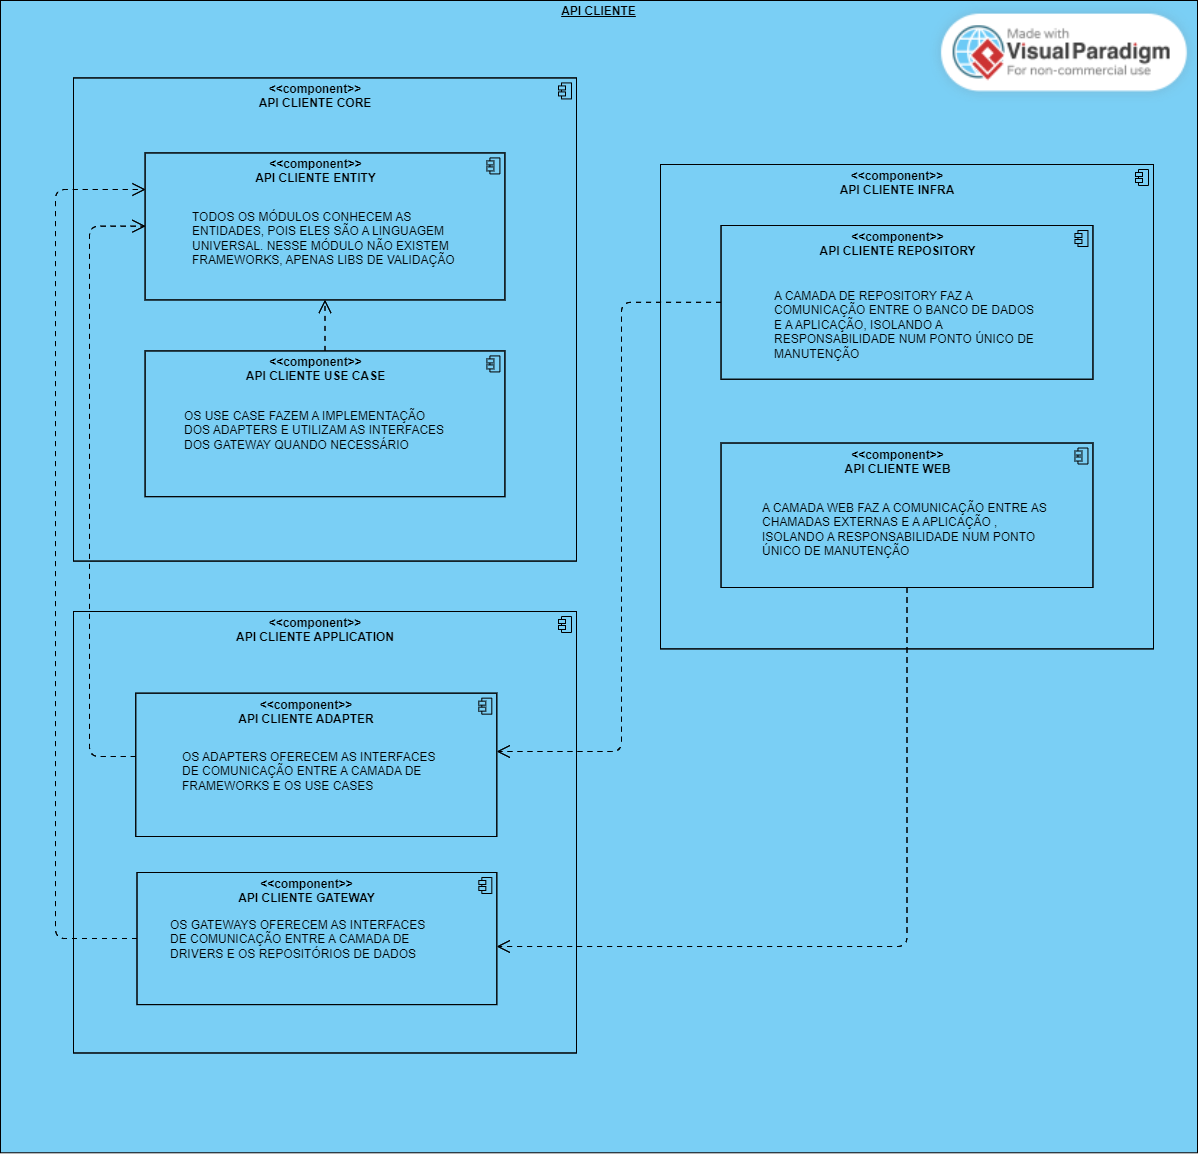 API CLIENTE
Made with
Visual Paradigm
For non-commercial use
<<component>>
API CLIENTE CORE
<<component>>
API CLIENTE ENTITY
TODOS OS MÓDULOS CONHECEM AS
ENTIDADES, POIS ELES SÃO A LINGUAGEM
UNIVERSAL. NESSE MÓDULO NÃO EXISTEM
FRAMEWORKS, APENAS LIBS DE VALIDAÇÃO
<<component>>
API CLIENTE USE CASE
OS USE CASE FAZEM A IMPLEMENTAÇÃO
DOS ADAPTERS E UTILIZAM AS INTERFACES
DOS GATEWAY QUANDO NECESSÁRIO
<<component>>
API CLIENTE INFRA
<<component>>
API CLIENTE REPOSITORY
A CAMADA DE REPOSITORY FAZ A
COMUNICAÇÃO ENTRE O BANCO DE DADOS
E A APLICAÇÃO, ISOLANDO A
RESPONSABILIDADE NUM PONTO ÚNICO DE
MANUTENÇÃO
<<component>>
API CLIENTE WEB
A CAMADA WEB FAZ A COMUNICAÇÃO ENTRE AS
CHAMADAS EXTERNAS E A APLICAÇÃO ,
ISOLANDO A RESPONSABILIDADE NUM PONTO
ÚNICO DE MANUTENÇÃO
<<component>>
API CLIENTE APPLICATION
<<component>>
API CLIENTE ADAPTER
OS ADAPTERS OFERECEM AS INTERFACES
DE COMUNICAÇÃO ENTRE A CAMADA DE
FRAMEWORKS E OS USE CASES
<<component>>
API CLIENTE GATEWAY
OS GATEWAYS OFERECEM AS INTERFACES
DE COMUNICAÇÃO ENTRE A CAMADA DE
DRIVERS E OS REPOSITÓRIOS DE DADOS